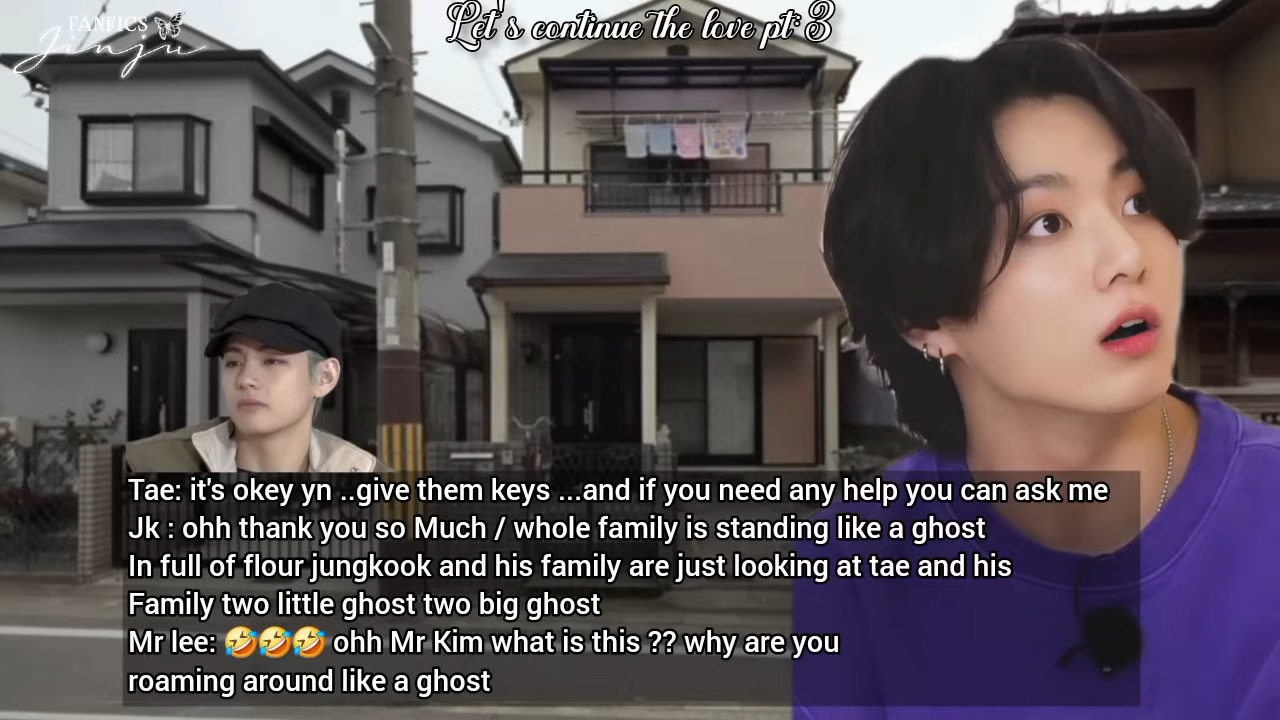 FANFICS
Jinju
Let's continue the love pt 3
Tae: it's okey yn ..give them keys ...and if you need any help you can ask me
Jk : ohh thank you so Much / whole family is standing like a ghost
In full of flour jungkook and his family are just looking at tae and his
Family two little ghost two big ghost
Mr lee: 🤣🤣🤣 ohh Mr Kim what is this ?? why are you
roaming around like a ghost